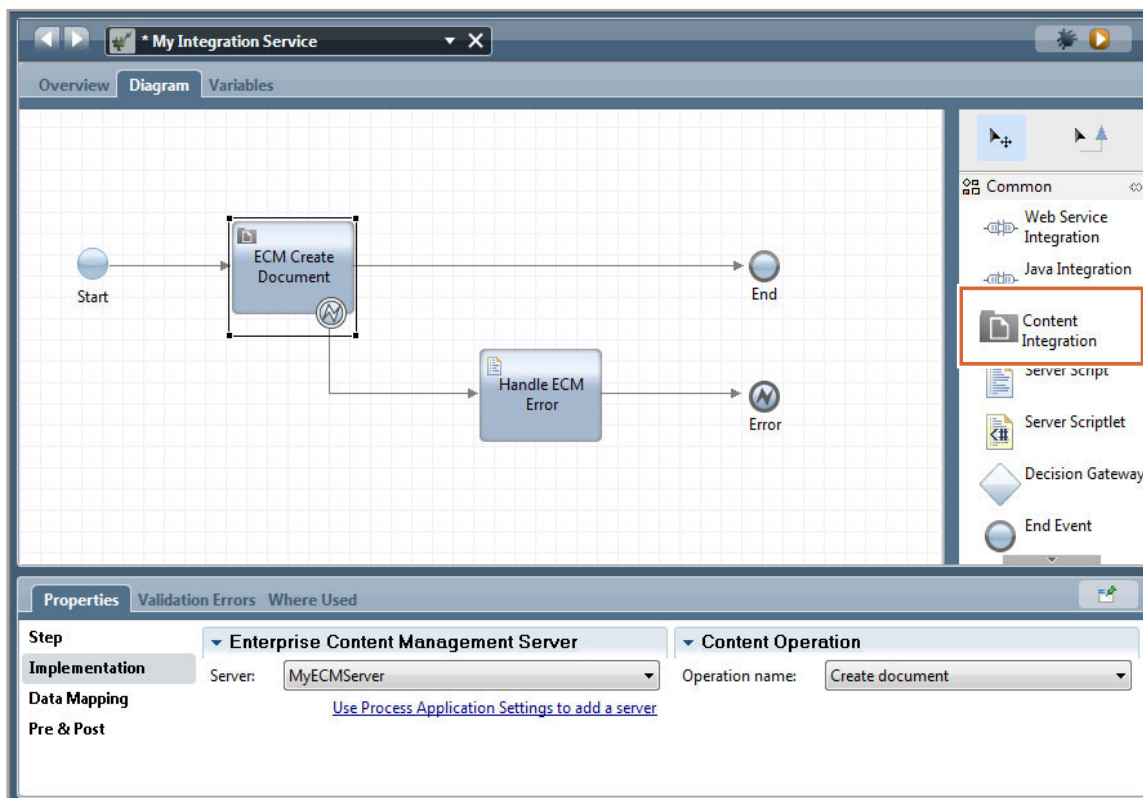 * My Integration Service
Overview Diagram Variables
Start
ECM Create
Document
End
Handle ECM
Error
Error
Common
Web Service
Integration
Java Integration
Content
Integration
Server Script
Server Scriptlet
Decision Gateway
End Event
Properties Validation Errors Where Used
Step
Implementation
Data Mapping
Pre & Post
Enterprise Content Management Server
Server: MyECMServer
Use Process Application Settings to add a server
Content Operation
Operation name: Create document